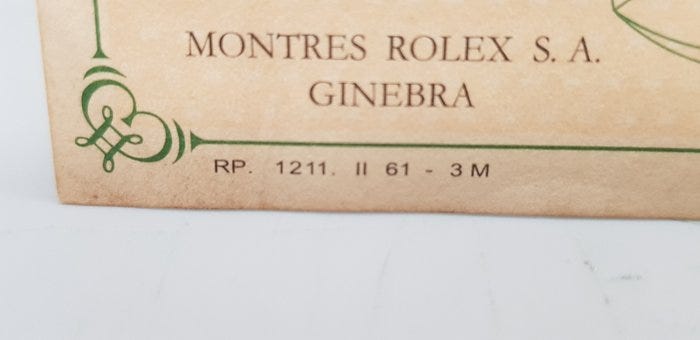 MONTRES ROLEX S. A.
GINEBRA
RP. 1211. II 61 - 3 M